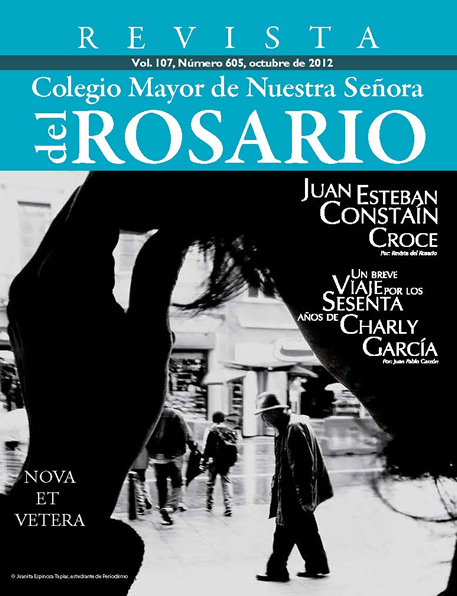 REVISTA
Vol. 107, Número 605, octubre de 2012
Colegio Mayor de Nuestra Señora
del ROSARIO
JUAN ESTEBAN
CONSTAÍN
CROCE
Por: Revista del Rosario
UN BREVE
VIAJE POR LOS
SESENTA
AÑOS DE CHARLY
GARCÍA
Por: Juan Pablo
NOVA
ET
VETERA
© Juanita Espinoza Tapias, estudiante de Periodismo